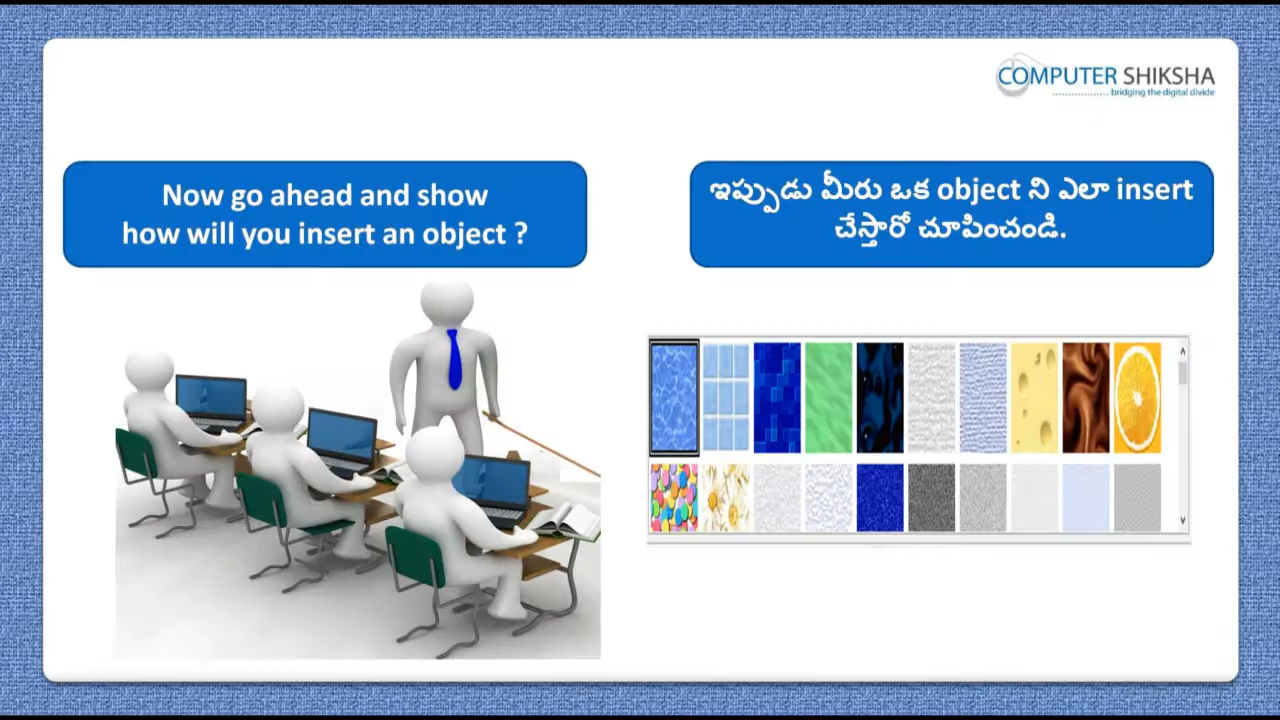 COMPUTER SHIKSHA
bridging the digital divide
Now go ahead and show
how will you insert an object ?
ఇప్పుడు మీరు ఒక object ని ఎలా insert
చేస్తారో చూపించండి.